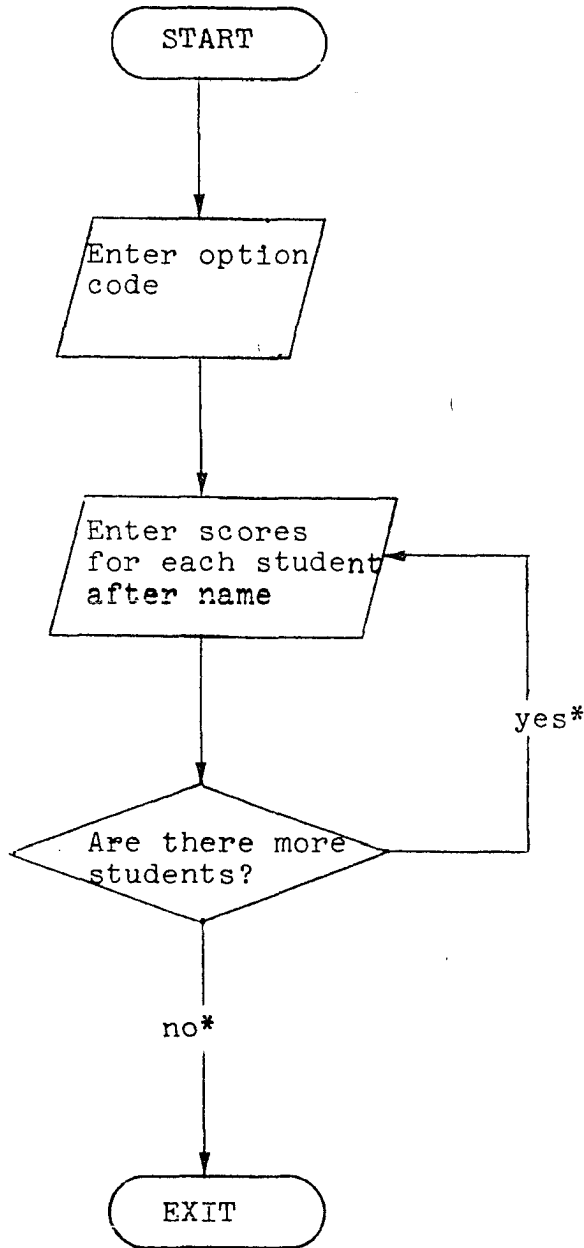 START
Enter option
code
Enter scores
for each student
after name
yes*
Are there more
students?
no*
EXIT